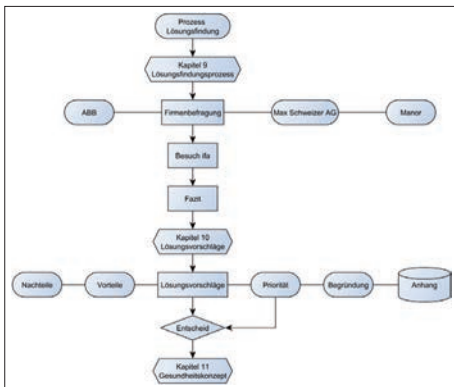 Prozess
Lösungsfindung
Kapitel 9
Lösungsfindungsprozess
ABB
Firmenbefragung
Max Schweizer AG
Manor
Besuch ifa
Fazit
Kapitel 10
Lösungsvorschläge
Nachteile
Vorteile
Lösungsvorschläge
Priorität
Begründung
Anhang
Entscheid
Kapitel 11
Gesundheitskonzept